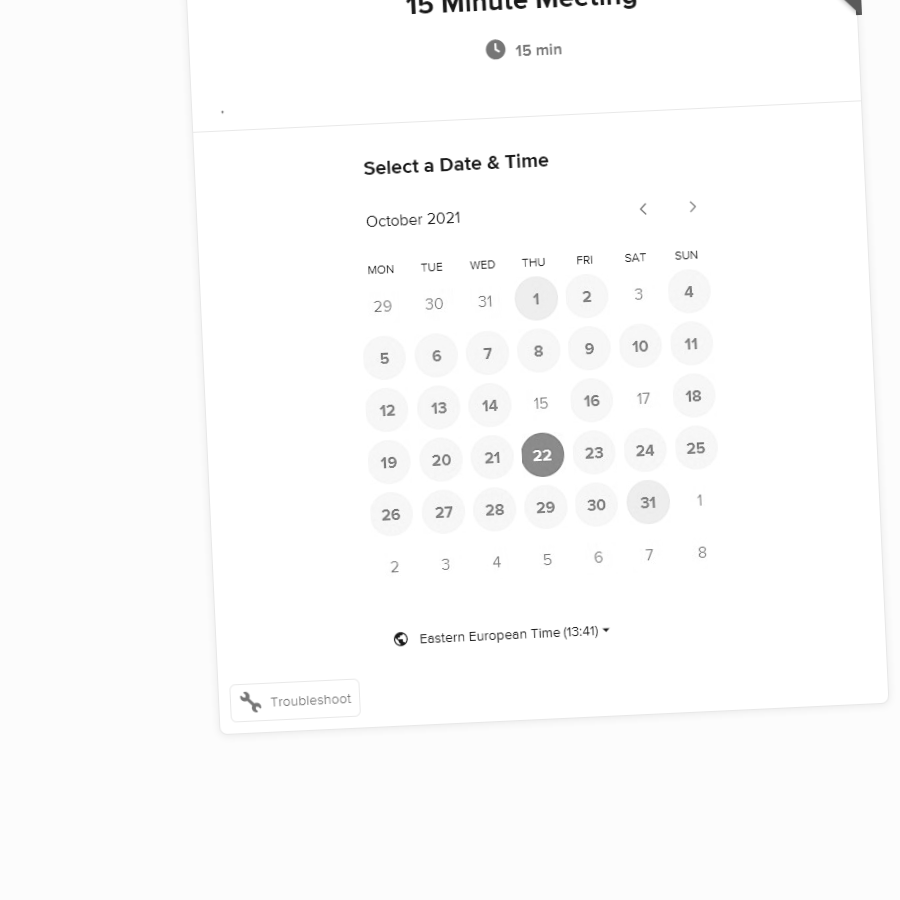 15 Minute Meeting
15 min
Select a Date & Time
October 2021
MON TUE WED THU FRI SAT SUN
29 30 31 1 2 3 4
5 6 7 8 9 10 11
12 13 14 15 16 17 18
19 20 21 22 23 24 25
26 27 28 29 30 31 1
2 3 4 5 6 7 8
Eastern European Time (13:41)
Troubleshoot